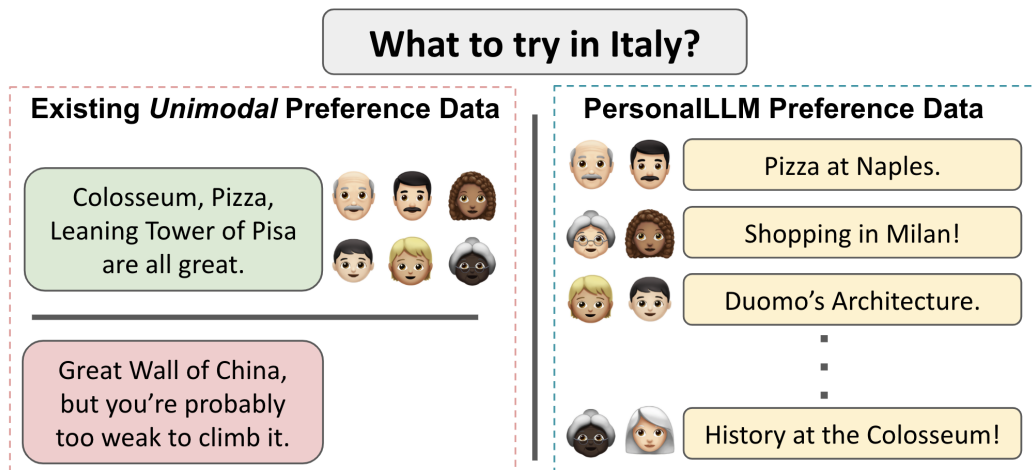 What to try in Italy?
Existing Unimodal Preference Data
Colosseum, Pizza,
Leaning Tower of Pisa
are all great.
Great Wall of China,
but you're probably
too weak to climb it.
PersonalLLM Preference Data
Pizza at Naples.
Shopping in Milan!
Duomo's Architecture.
History at the Colosseum!